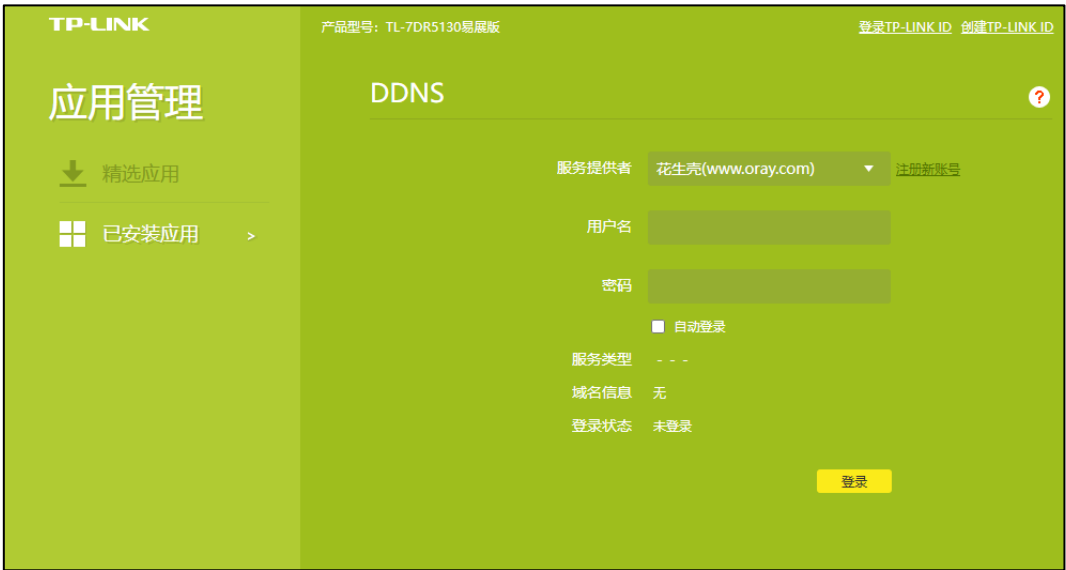 TP-LINK
产品型号：TL-7DR5130易展版
登录TP-LINK ID 创建TP-LINK ID
应用管理
精选应用
已安装应用 >
DDNS
?
服务提供者 花生壳(www.oray.com) 注册新账号
用户名
密码
自动登录
服务类型 - - -
域名信息 无
登录状态 未登录
登录